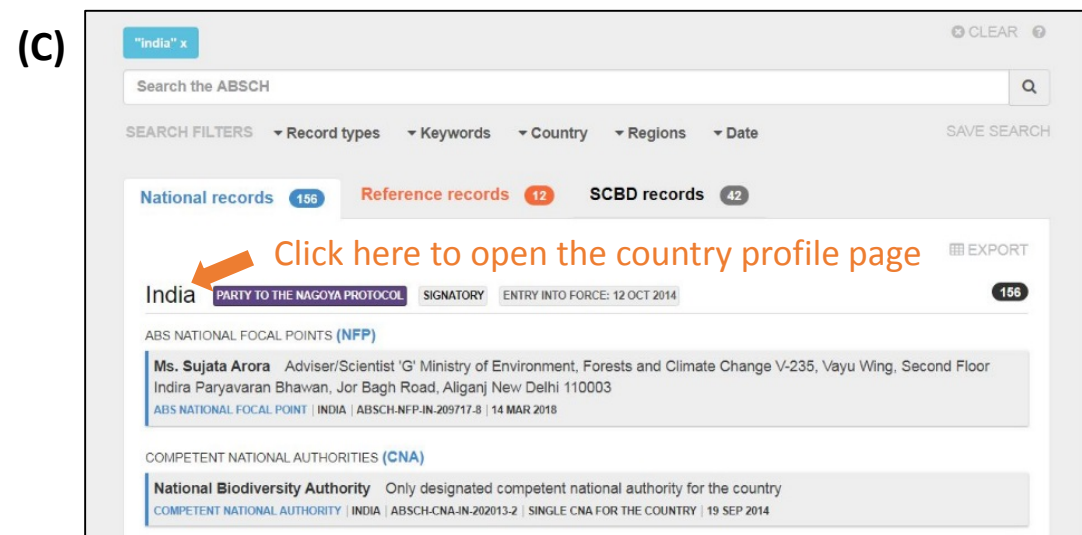 (C)
"india" x
CLEAR
Search the ABSCH
SEARCH FILTERS Record types Keywords Country Regions Date SAVE SEARCH
National records 156 Reference records 12 SCBD records 42
Click here to open the country profile page
EXPORT
India PARTY TO THE NAGOYA PROTOCOL SIGNATORY ENTRY INTO FORCE: 12 OCT 2014 156
ABS NATIONAL FOCAL POINTS (NFP)
Ms. Sujata Arora Adviser/Scientist 'G' Ministry of Environment, Forests and Climate Change V-235, Vayu Wing, Second Floor
Indira Paryavaran Bhawan, Jor Bagh Road, Aliganj New Delhi 110003
ABS NATIONAL FOCAL POINT | INDIA | ABSCH-NFP-IN-209717-8 | 14 MAR 2018
COMPETENT NATIONAL AUTHORITIES (CNA)
National Biodiversity Authority Only designated competent national authority for the country
COMPETENT NATIONAL AUTHORITY | INDIA | ABSCH-CNA-IN-202013-2 | SINGLE CNA FOR THE COUNTRY | 19 SEP 2014